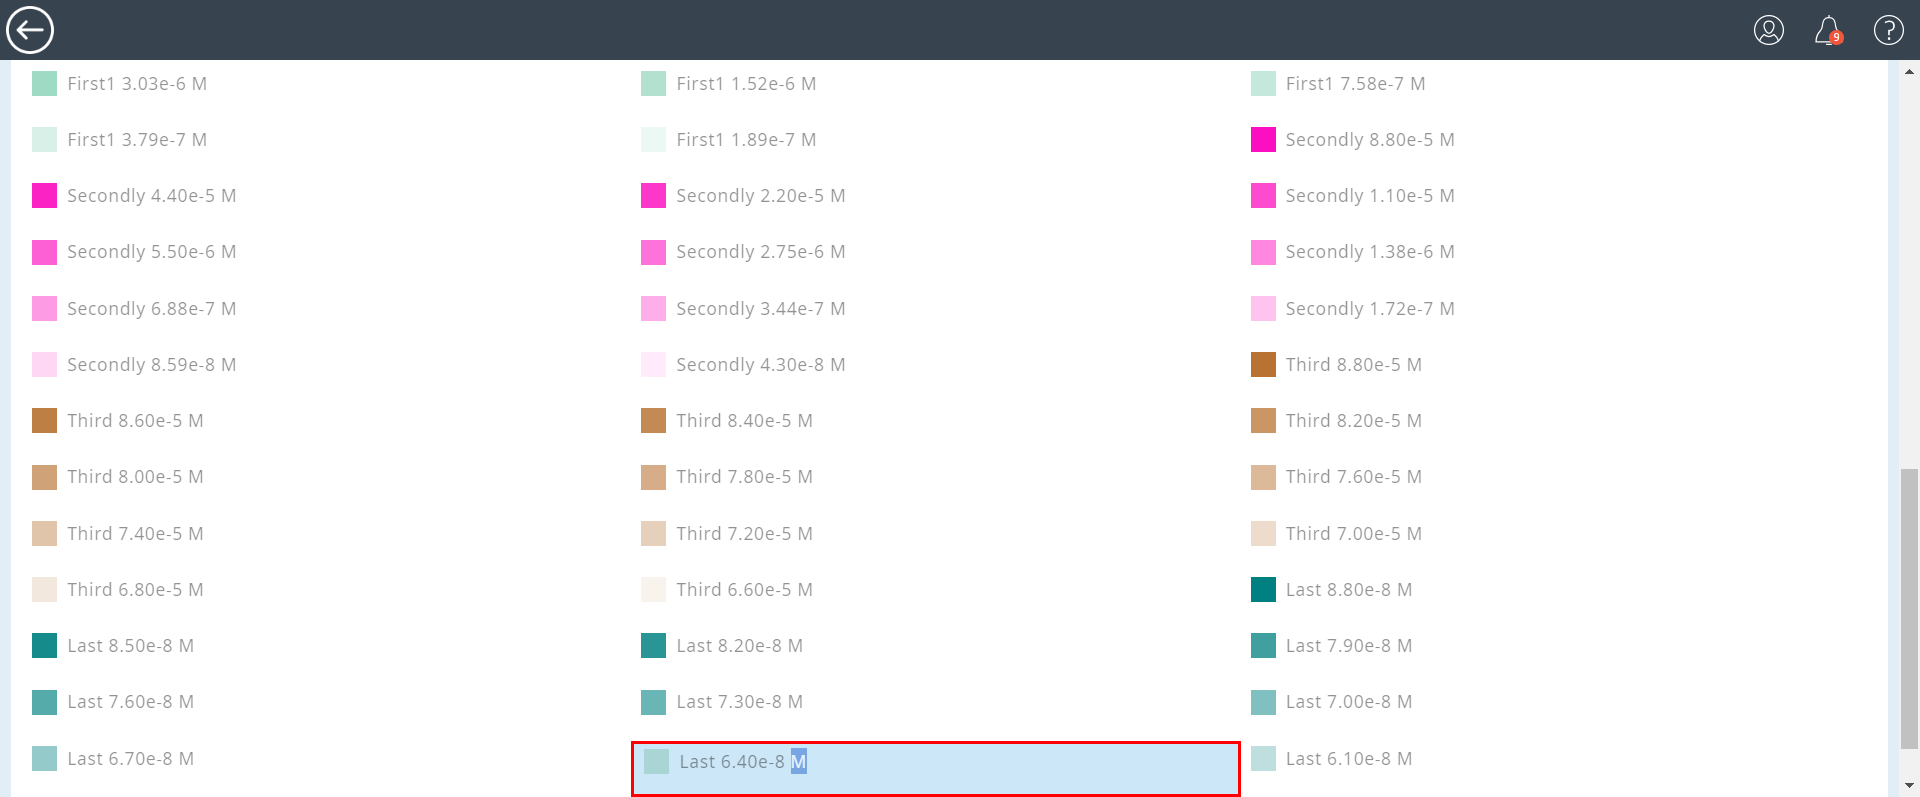 9
?
First1 3.03e-6 M
First1 1.52e-6 M
First1 7.58e-7 M
First1 3.79e-7 M
First1 1.89e-7 M
Secondly 8.80e-5 M
Secondly 4.40e-5 M
Secondly 2.20e-5 M
Secondly 1.10e-5 M
Secondly 5.50e-6 M
Secondly 2.75e-6 M
Secondly 1.38e-6 M
Secondly 6.88e-7 M
Secondly 3.44e-7 M
Secondly 1.72e-7 M
Secondly 8.59e-8 M
Secondly 4.30e-8 M
Third 8.80e-5 M
Third 8.60e-5 M
Third 8.40e-5 M
Third 8.20e-5 M
Third 8.00e-5 M
Third 7.80e-5 M
Third 7.60e-5 M
Third 7.40e-5 M
Third 7.20e-5 M
Third 7.00e-5 M
Third 6.80e-5 M
Third 6.60e-5 M
Last 8.80e-8 M
Last 8.50e-8 M
Last 8.20e-8 M
Last 7.90e-8 M
Last 7.60e-8 M
Last 7.30e-8 M
Last 7.00e-8 M
Last 6.70e-8 M
Last 6.40e-8 M
Last 6.10e-8 M